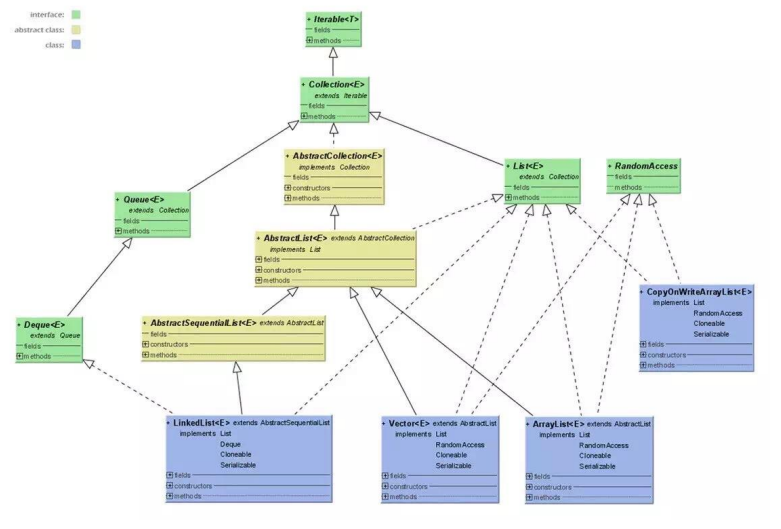 interface:
abstract class:
class:
Iterable<T>
fields
methods
Collection<E>
extends Iterable
fields
methods
AbstractCollection<E>
implements Collection
fields
constructors
methods
List<E>
extends Collection
fields
methods
RandomAccess
fields
methods
Queue<E>
extends Collection
fields
methods
AbstractList<E> extends AbstractCollection
implements List
fields
constructors
methods
CopyOnWriteArrayList<E>
implements List
RandomAccess
Cloneable
Serializable
fields
constructors
methods
Deque<E>
extends Queue
fields
methods
AbstractSequentialList<E> extends AbstractList
fields
constructors
methods
LinkedList<E> extends AbstractSequentialList
implements List
Deque
Cloneable
Serializable
fields
constructors
methods
Vector<E> extends AbstractList
implements List
RandomAccess
Cloneable
Serializable
fields
constructors
methods
ArrayList<E> extends AbstractList
implements List
RandomAccess
Cloneable
Serializable
fields
constructors
methods